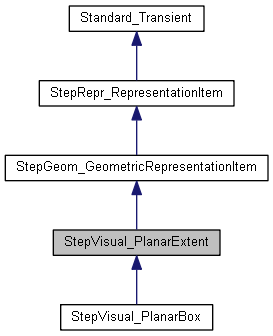 Standard_Transient
StepRepr_RepresentationItem
StepGeom_GeometricRepresentationItem
StepVisual_PlanarExtent
StepVisual_PlanarBox